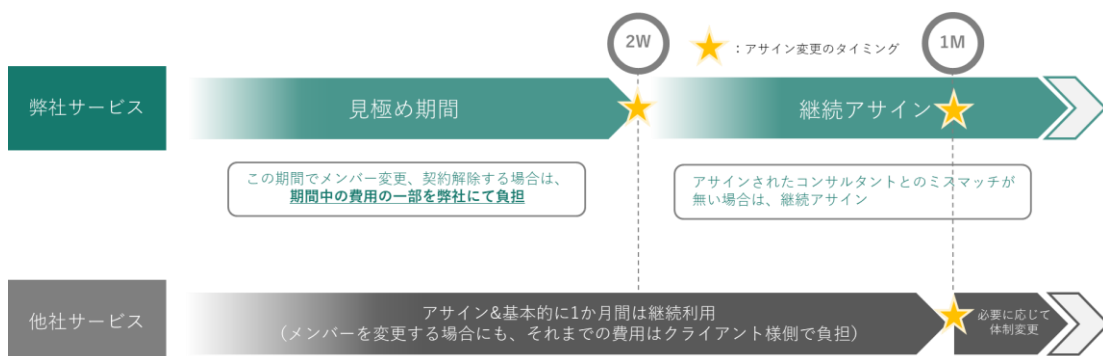 2W
：アサイン変更のタイミング
1M
弊社サービス
見極め期間
継続アサイン
この期間でメンバー変更、契約解除する場合は、
期間中の費用の一部を弊社にて負担
アサインされたコンサルタントとのミスマッチが
無い場合は、継続アサイン
他社サービス
アサイン&基本的に1か月間は継続利用
（メンバーを変更する場合にも、それまでの費用はクライアント様側で負担）
必要に応じて
体制変更